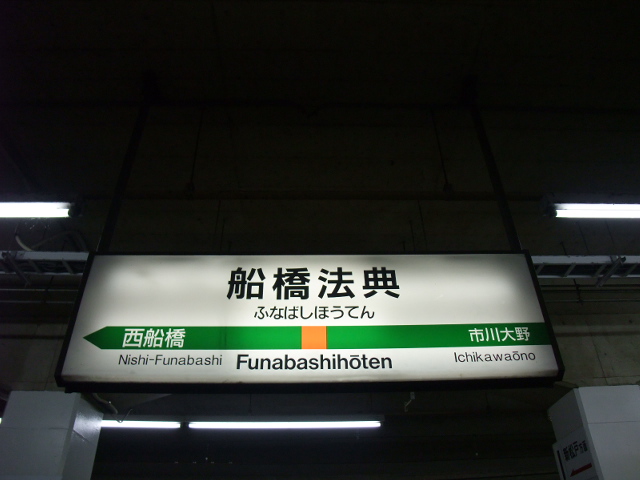 船橋法典
ふなばしほうてん
西船橋
市川大野
Nishi-Funabashi
Funabashihōten
Ichikawaōno